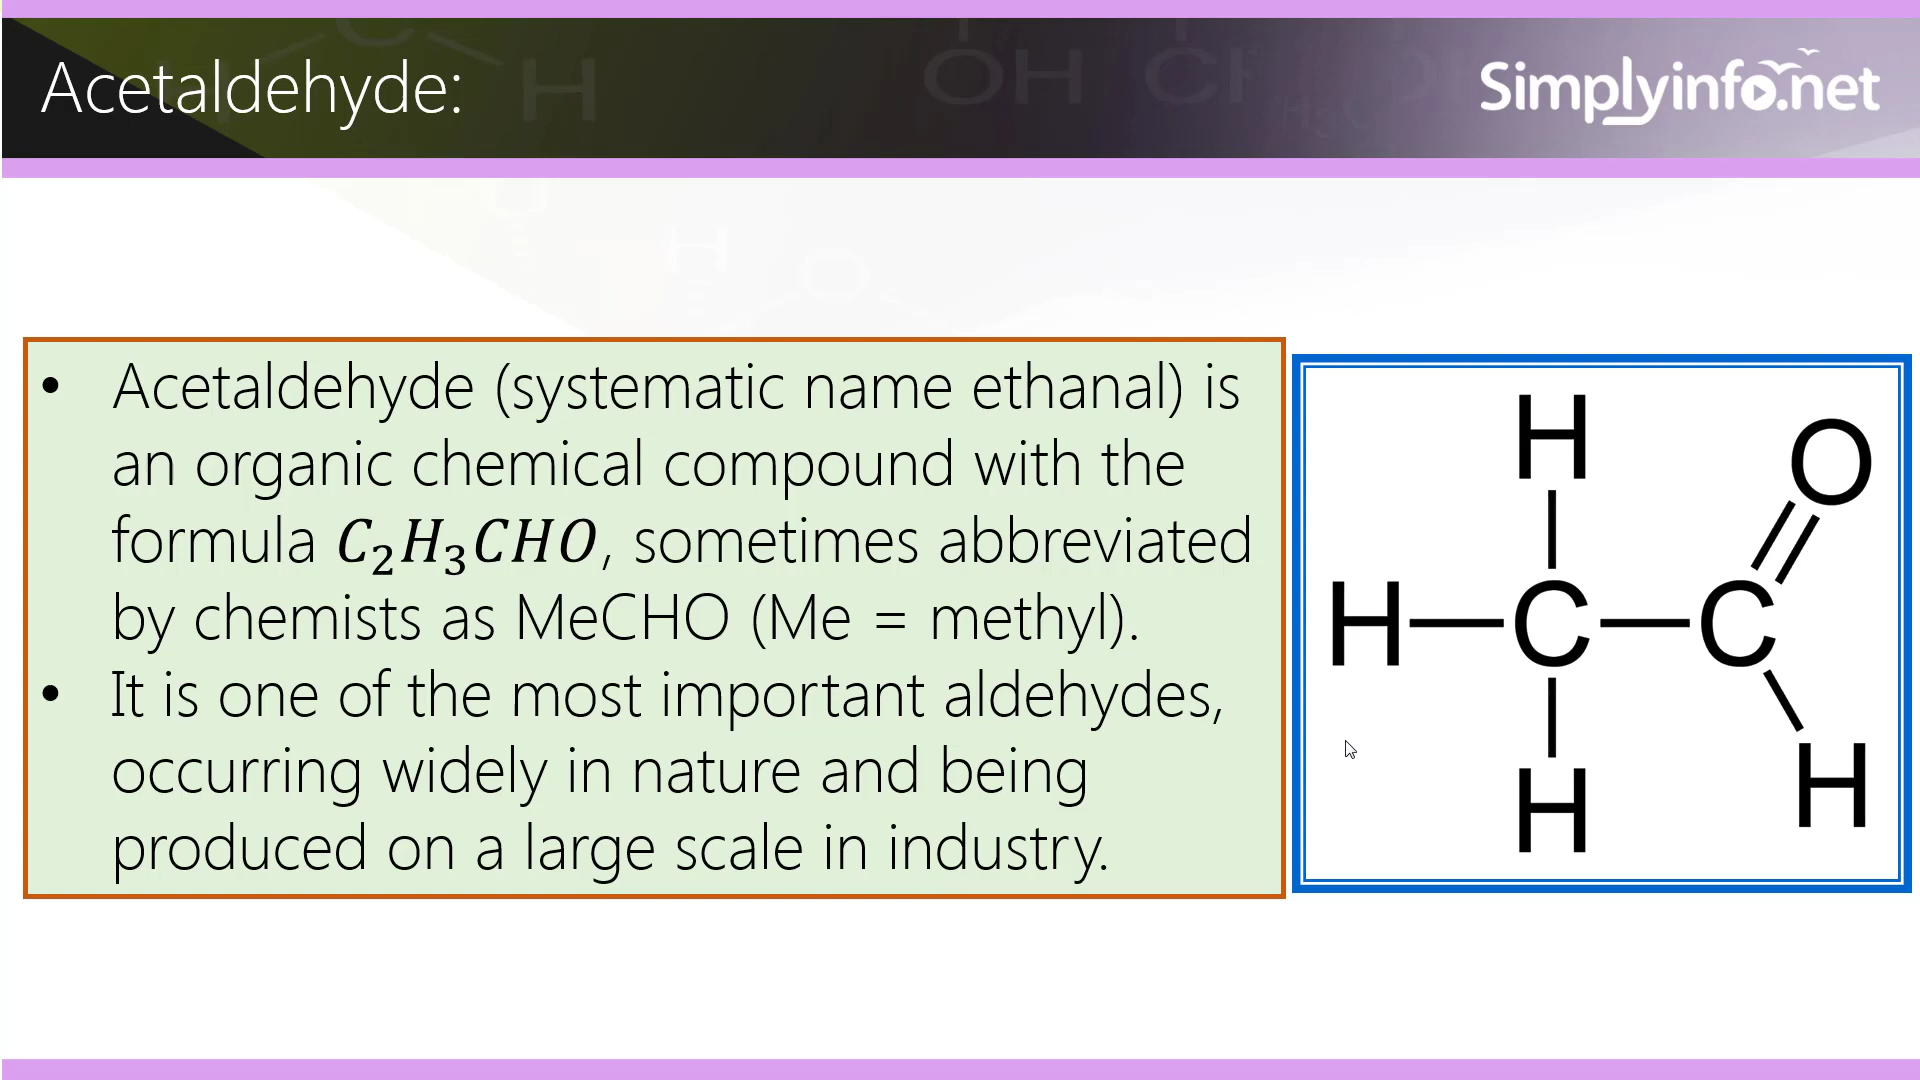 Acetaldehyde:
Simplyinfo.net
• Acetaldehyde (systematic name ethanal) is
an organic chemical compound with the
formula C₂H₃CHO, sometimes abbreviated
by chemists as MeCHO (Me = methyl).
• It is one of the most important aldehydes,
occurring widely in nature and being
produced on a large scale in industry.
H
O
H C C
H
H